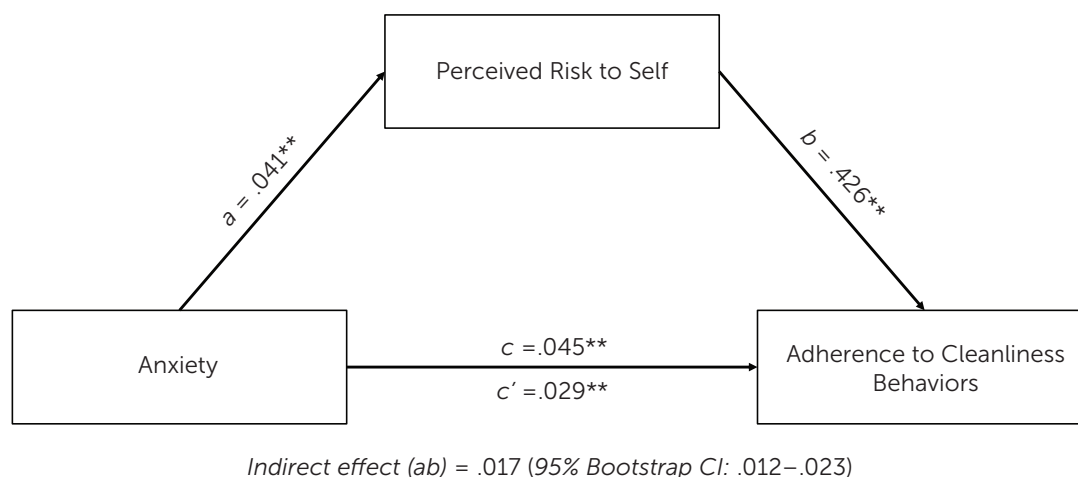 Perceived Risk to Self
a = .041**
b = .426**
Anxiety
c =.045**
c’ =.029**
Adherence to Cleanliness
Behaviors
Indirect effect (ab) = .017 (95% Bootstrap CI: .012–.023)